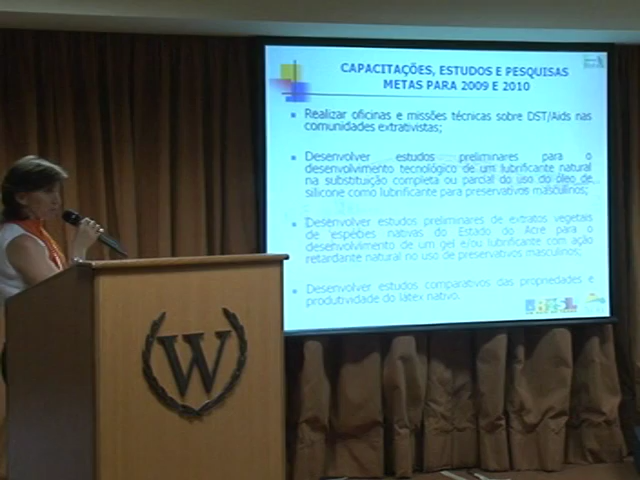 CAPACITAÇÕES, ESTUDOS E PESQUISAS
METAS PARA 2009 E 2010
Realizar oficinas e missões técnicas sobre DST/Aids nas
comunidades extrativistas;
Desenvolver estudos preliminares para o
desenvolvimento tecnológico de um lubrificante natural
na substituição completa ou parcial do uso do óleo de
silicone como lubrificante para preservativos masculinos;
Desenvolver estudos preliminares de extratos vegetais
de espécies nativas do Estado do Acre para o
desenvolvimento de um gel e/ou lubrificante com ação
retardante natural no uso de preservativos masculinos;
Desenvolver estudos comparativos das propriedades e
produtividade do látex nativo.
BRASIL
W